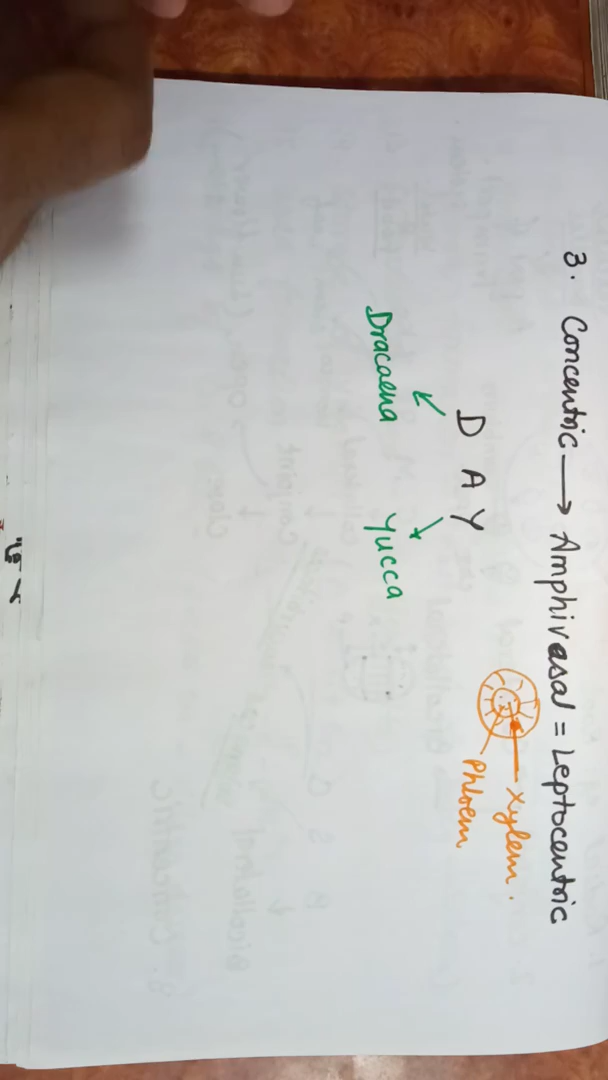 3. Concentric → Amphivasal = Leptocentric
Xylem.
Phloem
D A Y
Dracaena Yucca